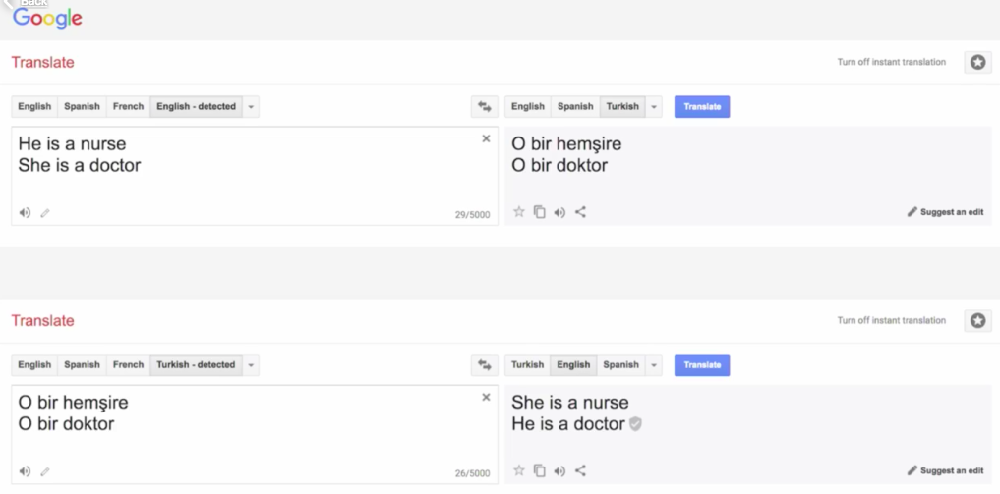 Back
Google
Translate
Turn off instant translation
English Spanish French English - detected
English Spanish Turkish Translate
He is a nurse
She is a doctor
29/5000
O bir hemşire
O bir doktor
Suggest an edit
Translate
Turn off instant translation
English Spanish French Turkish - detected
Turkish English Spanish Translate
O bir hemşire
O bir doktor
26/5000
She is a nurse
He is a doctor
Suggest an edit